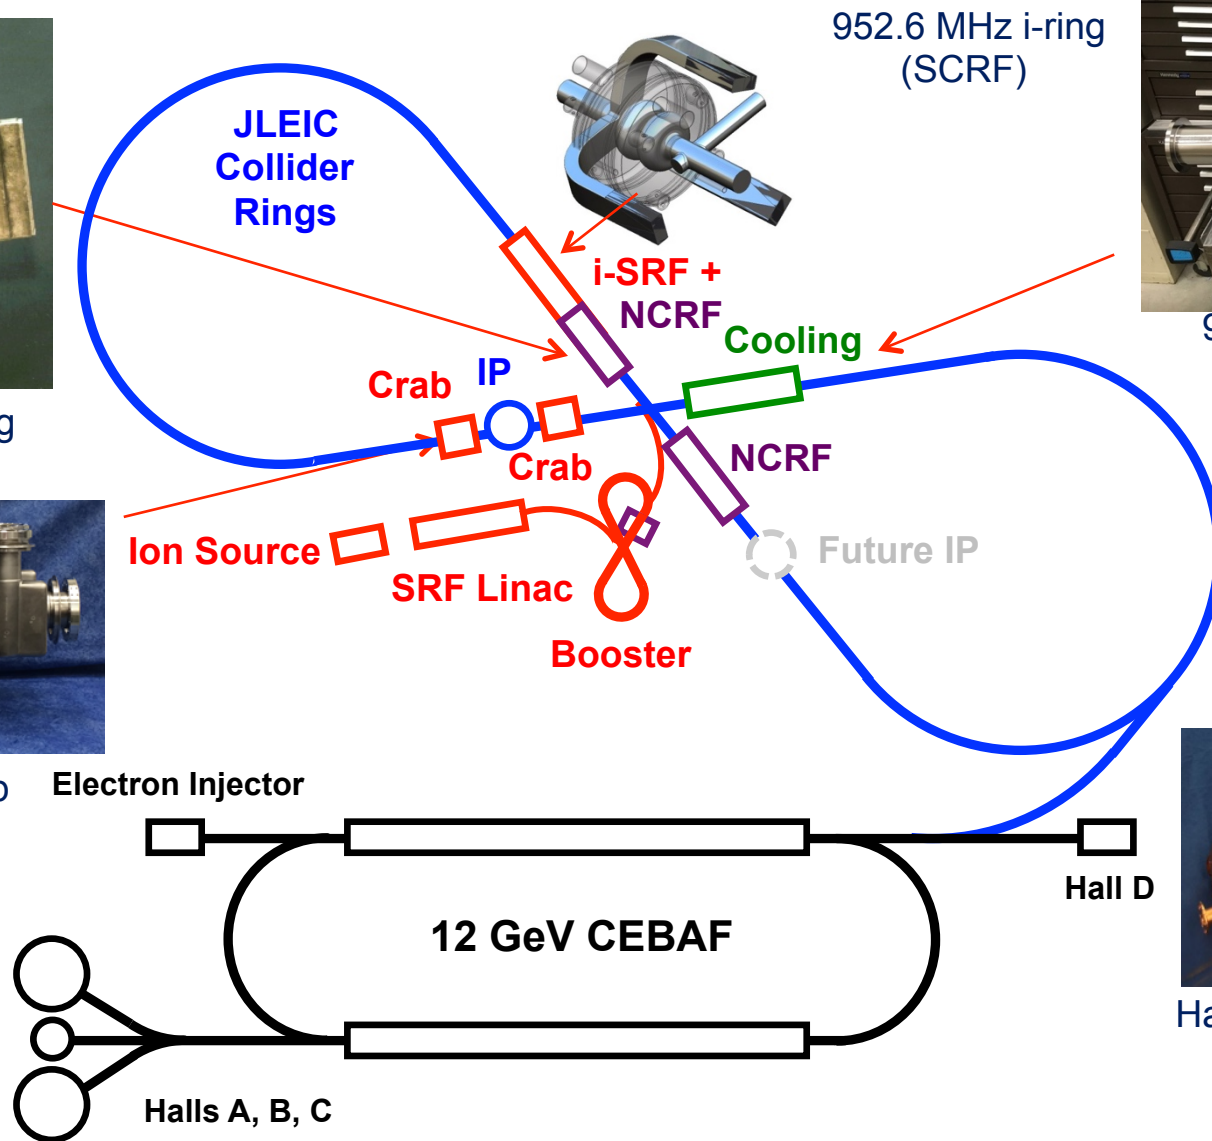 952.6 MHz i-ring
(SCRF)
JLEIC
Collider
Rings
i-SRF +
NCRF
Cooling
Crab
IP
Crab
NCRF
Ion Source
SRF Linac
Future IP
Booster
Electron Injector
Hall D
12 GeV CEBAF
Halls A, B, C